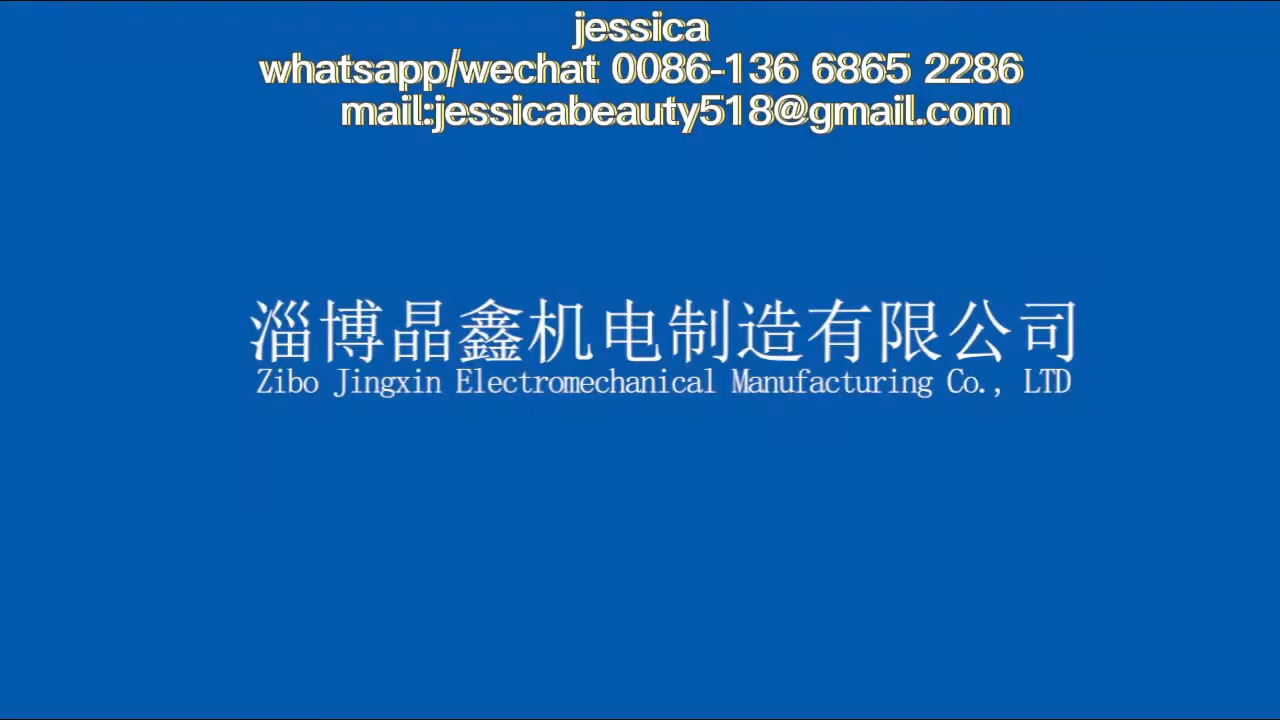 jessica
whatsapp/wechat 0086-136 6865 2286
mail:jessicabeauty518@gmail.com
淄博晶鑫机电制造有限公司
Zibo Jingxin Electromechanical Manufacturing Co., LTD